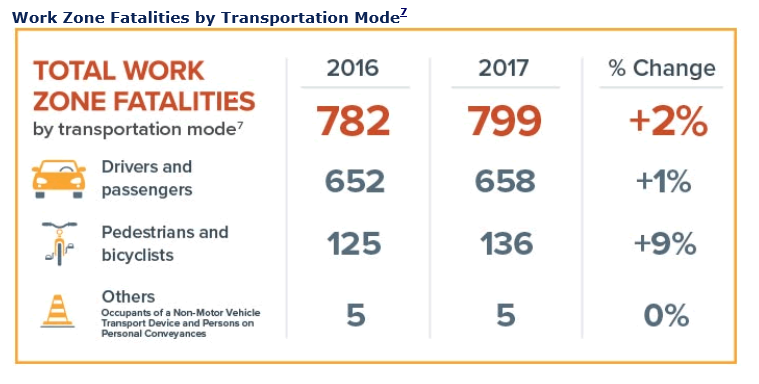 Work Zone Fatalities by Transportation Mode7
TOTAL WORK ZONE FATALITIES by transportation mode7 2016 2017 % Change
782 799 +2%
Drivers and passengers 652 658 +1%
Pedestrians and bicyclists 125 136 +9%
Others 5 5 0%
Occupants of a Non-Motor Vehicle
Transport Device and Persons on
Personal Conveyances